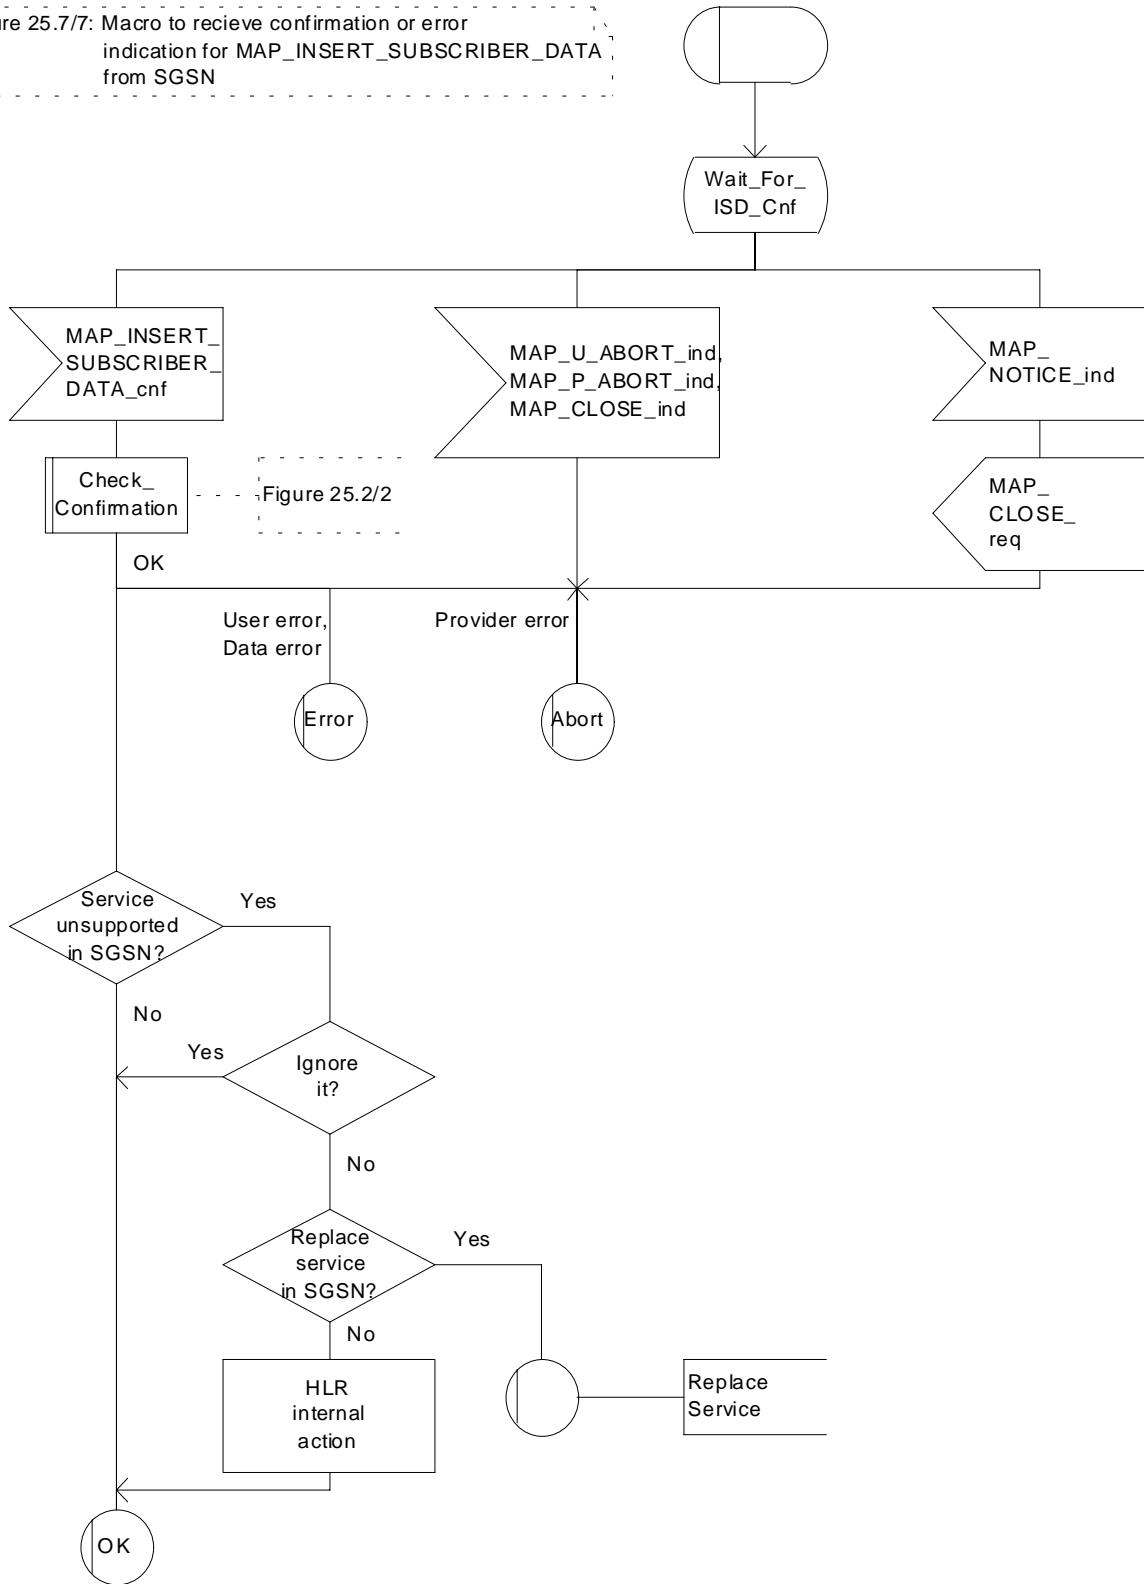 re 25.7/7: Macro to recieve confirmation or error
indication for MAP_INSERT_SUBSCRIBER_DATA
from SGSN
Wait_For_
ISD_Cnf
MAP_INSERT_
SUBSCRIBER_
DATA_cnf
MAP_U_ABORT_ind,
MAP_P_ABORT_ind,
MAP_CLOSE_ind
MAP_
NOTICE_ind
Check_
Confirmation
Figure 25.2/2
MAP_
CLOSE_
req
OK
User error,
Data error
Provider error
Error
Abort
Service
unsupported
in SGSN?
Yes
No
Yes
Ignore
it?
No
Replace
service
in SGSN?
Yes
No
HLR
internal
action
Replace
Service
OK